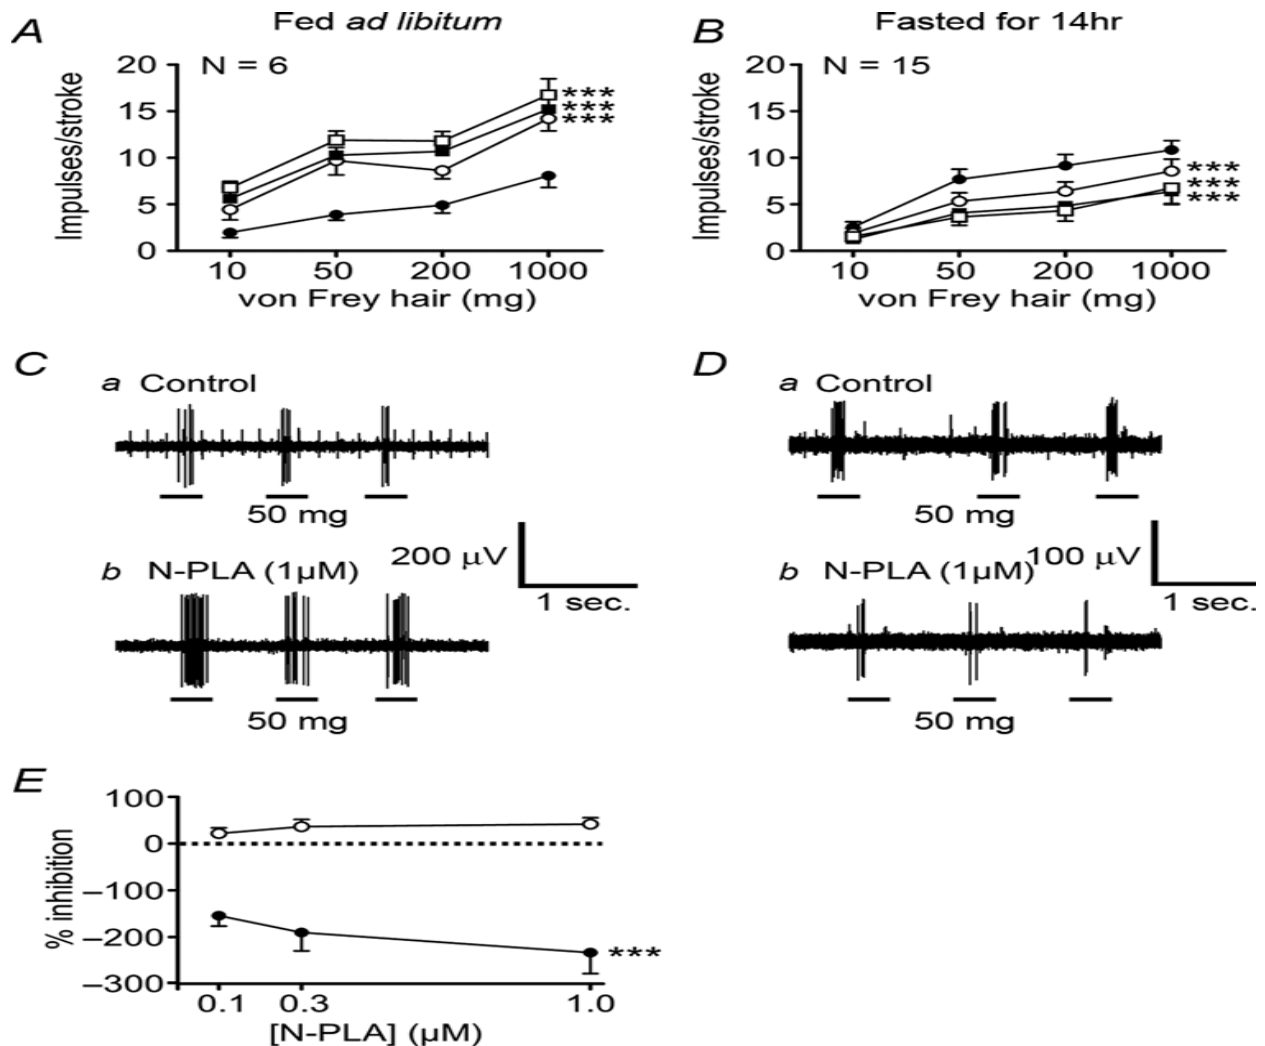 A
Fed ad libitum
N = 6
Impulses/stroke
20
15
10
5
0
10 50 200 1000
von Frey hair (mg)
***
***
***
B
Fasted for 14hr
N = 15
Impulses/stroke
20
15
10
5
0
10 50 200 1000
von Frey hair (mg)
***
***
***
C
a Control
50 mg
b N-PLA (1µM)
50 mg
200 µV
1 sec.
D
a Control
50 mg
b N-PLA (1µM)
50 mg
100 µV
1 sec.
E
% inhibition
100
0
–100
–200
–300
***
0.1 0.3 1.0
[N-PLA] (µM)